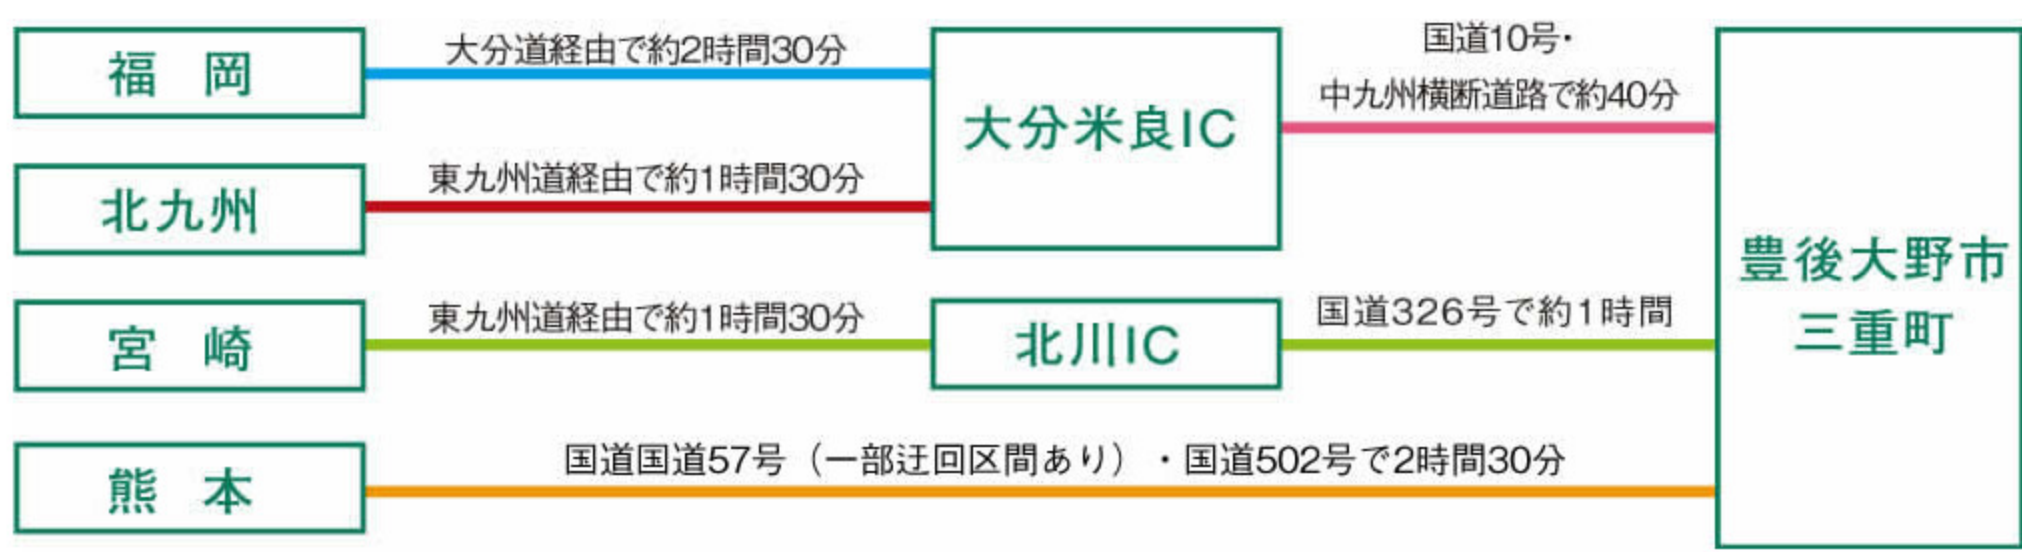 福 岡
大分道経由で約2時間30分
北九州
東九州道経由で約1時間30分
大分米良IC
国道10号・
中九州横断道路で約40分
宮 崎
東九州道経由で約1時間30分
北川IC
国道326号で約1時間
熊 本
国道国道57号（一部迂回区間あり）・国道502号で2時間30分
豊後大野市
三重町